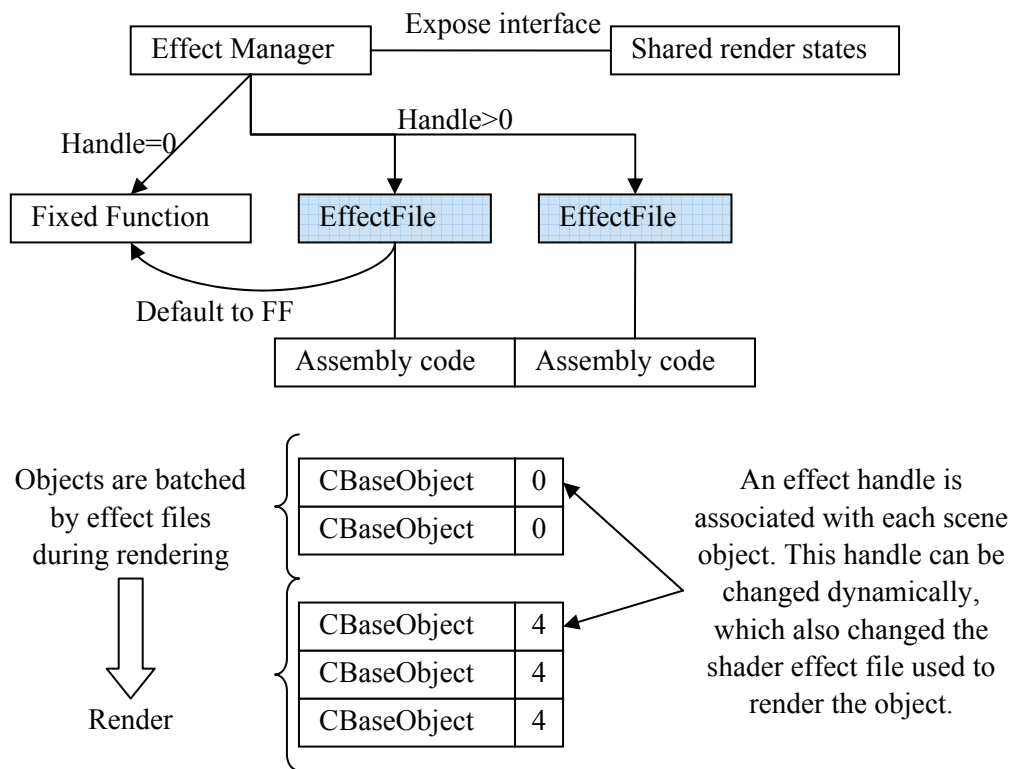 Expose interface
Effect Manager
Shared render states
Handle=0
Handle>0
Fixed Function
EffectFile
EffectFile
Default to FF
Assembly code
Assembly code
Objects are batched
by effect files
during rendering
Render
CBaseObject 0
CBaseObject 0
CBaseObject 4
CBaseObject 4
CBaseObject 4
An effect handle is
associated with each scene
object. This handle can be
changed dynamically,
which also changed the
shader effect file used to
render the object.